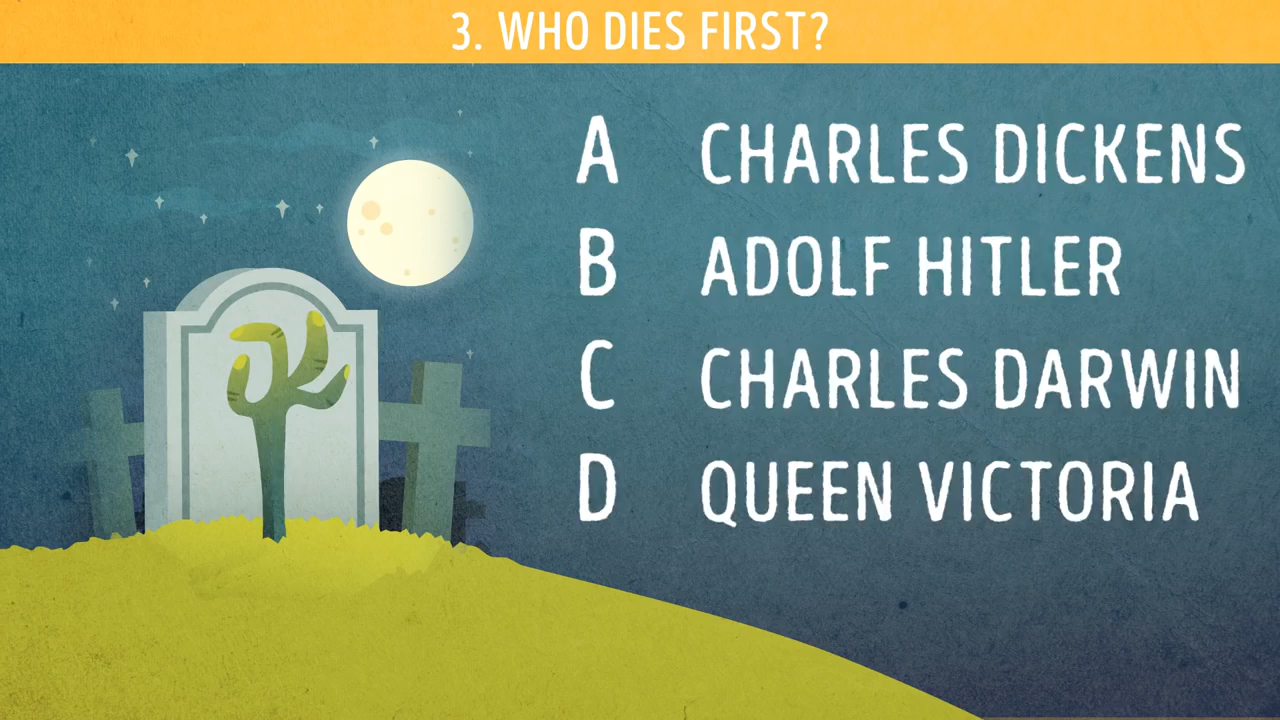 3. WHO DIES FIRST?
A CHARLES DICKENS
B ADOLF HITLER
C CHARLES DARWIN
D QUEEN VICTORIA